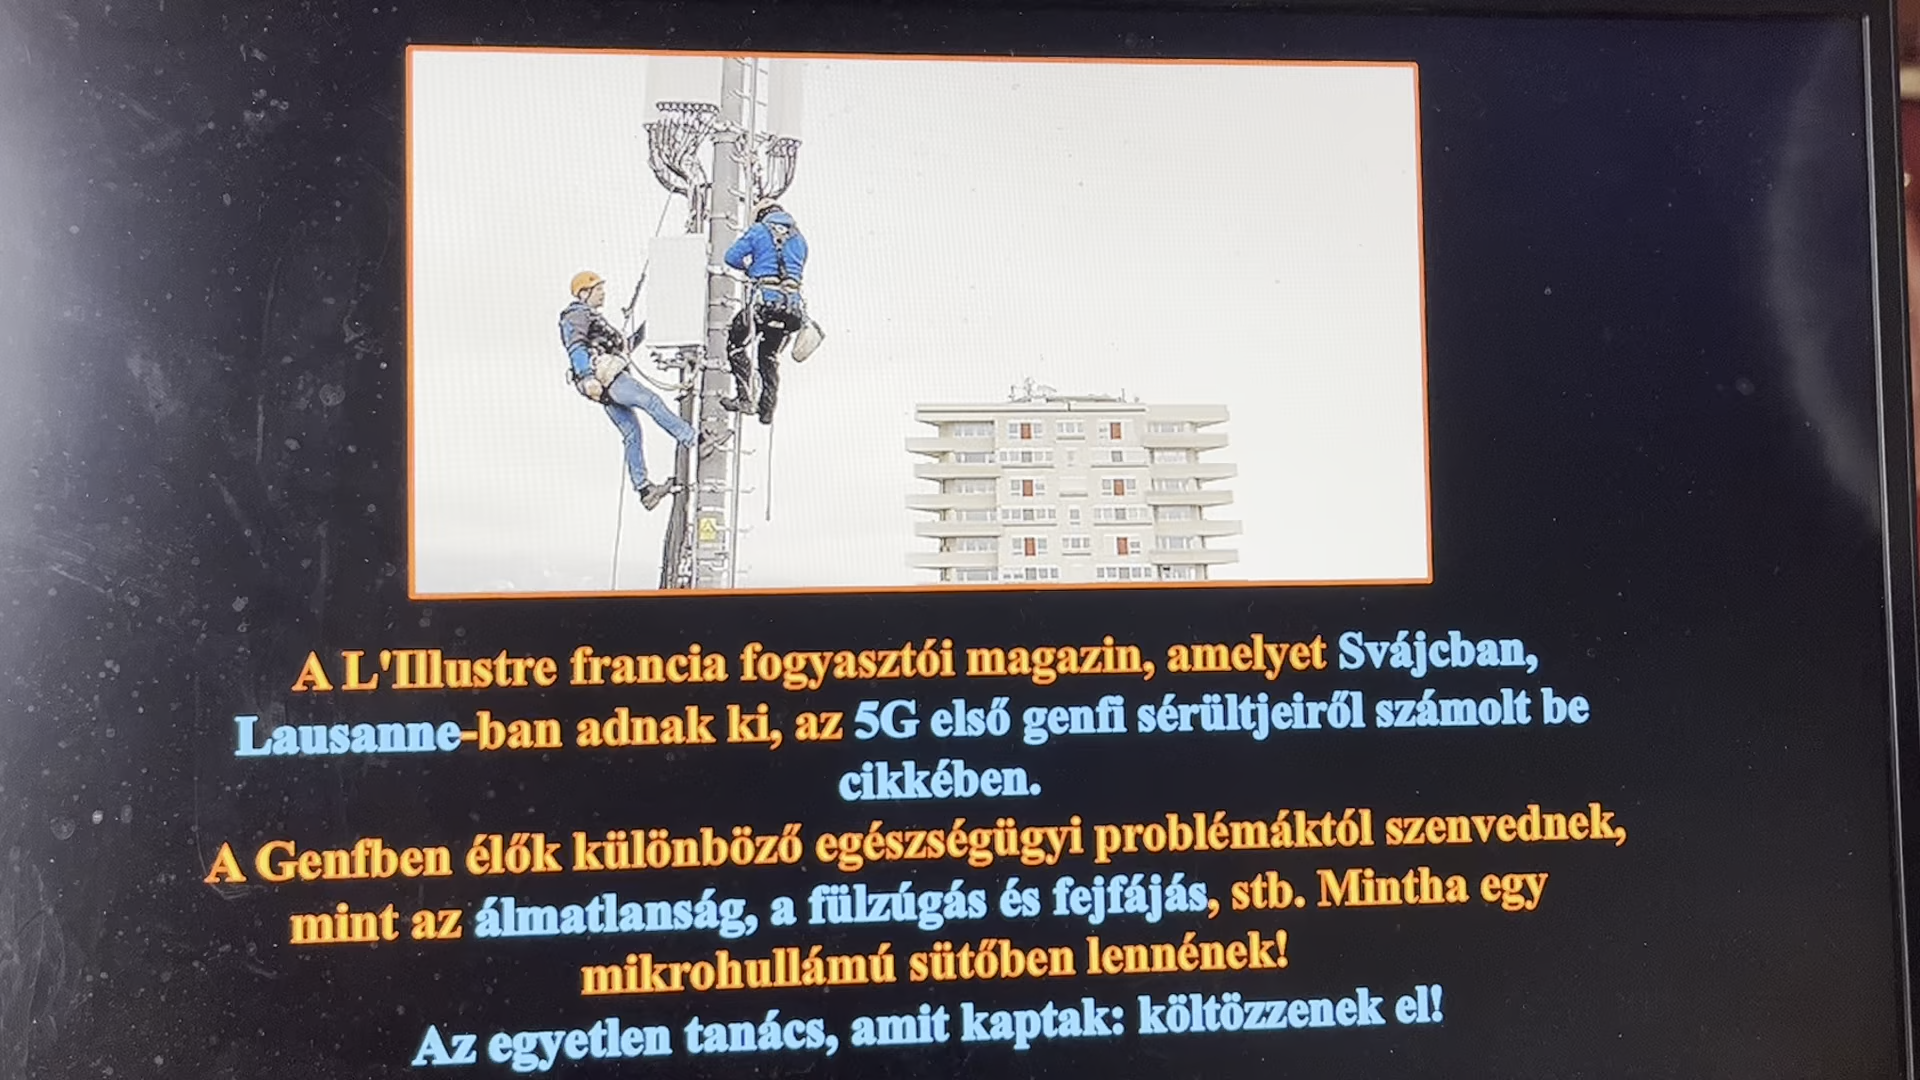 A L'Illustre francia fogyasztói magazin, amelyet Svájcban,
Lausanne-ban adnak ki, az 5G első genfi sérültjeiről számolt be
cikkében.
A Genfben élők különböző egészségügyi problémáktól szenvednek,
mint az álmatlanság, a fülzúgás és fejfájás, stb. Mintha egy
mikrohullámú sütőben lennének!
Az egyetlen tanács, amit kaptak: költözzenek el!